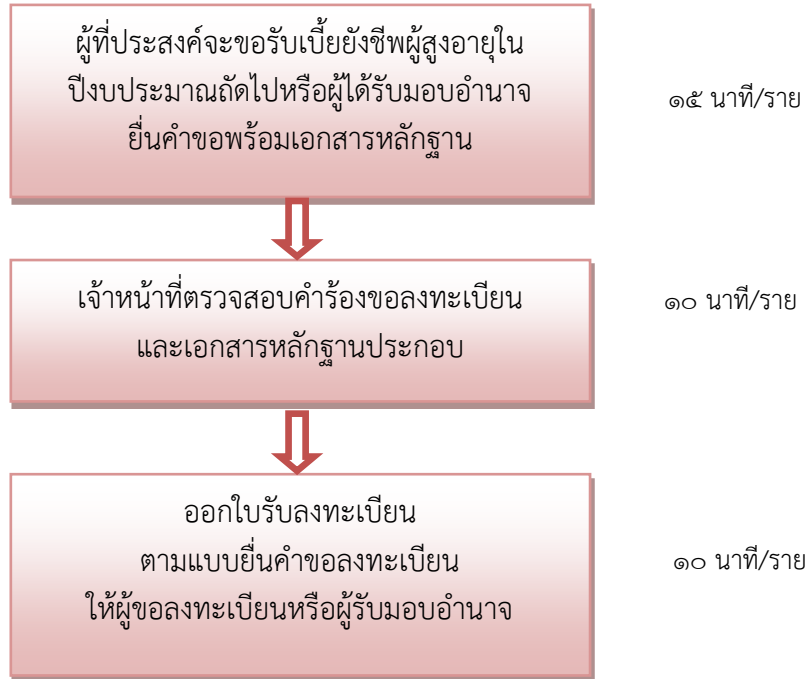 ผู้ที่ประสงค์จะขอรับเบี้ยยังชีพผู้สูงอายุใน
ปีงบประมาณถัดไปหรือผู้ได้รับมอบอำนาจ
ยื่นคำขอพร้อมเอกสารหลักฐาน
๑๕ นาที/ราย
เจ้าหน้าที่ตรวจสอบคำร้องขอลงทะเบียน
และเอกสารหลักฐานประกอบ
๑๐ นาที/ราย
ออกใบรับลงทะเบียน
ตามแบบยื่นคำขอลงทะเบียน
ให้ผู้ขอลงทะเบียนหรือผู้รับมอบอำนาจ
๑๐ นาที/ราย